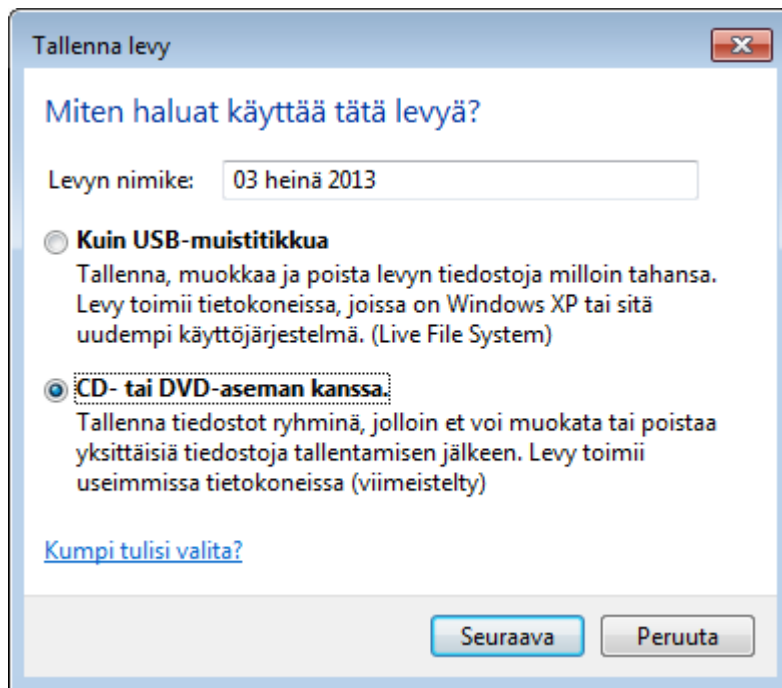 Tallenna levy
Miten haluat käyttää tätä levyä?
Levyn nimike: 03 heinä 2013
Kuin USB-muistitikkua
Tallenna, muokkaa ja poista levyn tiedostoja milloin tahansa.
Levy toimii tietokoneissa, joissa on Windows XP tai sitä
uudempi käyttöjärjestelmä. (Live File System)
CD- tai DVD-aseman kanssa.
Tallenna tiedostot ryhminä, jolloin et voi muokata tai poistaa
yksittäisiä tiedostoja tallentamisen jälkeen. Levy toimii
useimmissa tietokoneissa (viimeistelty)
Kumpi tulisi valita?
Seuraava Peruuta